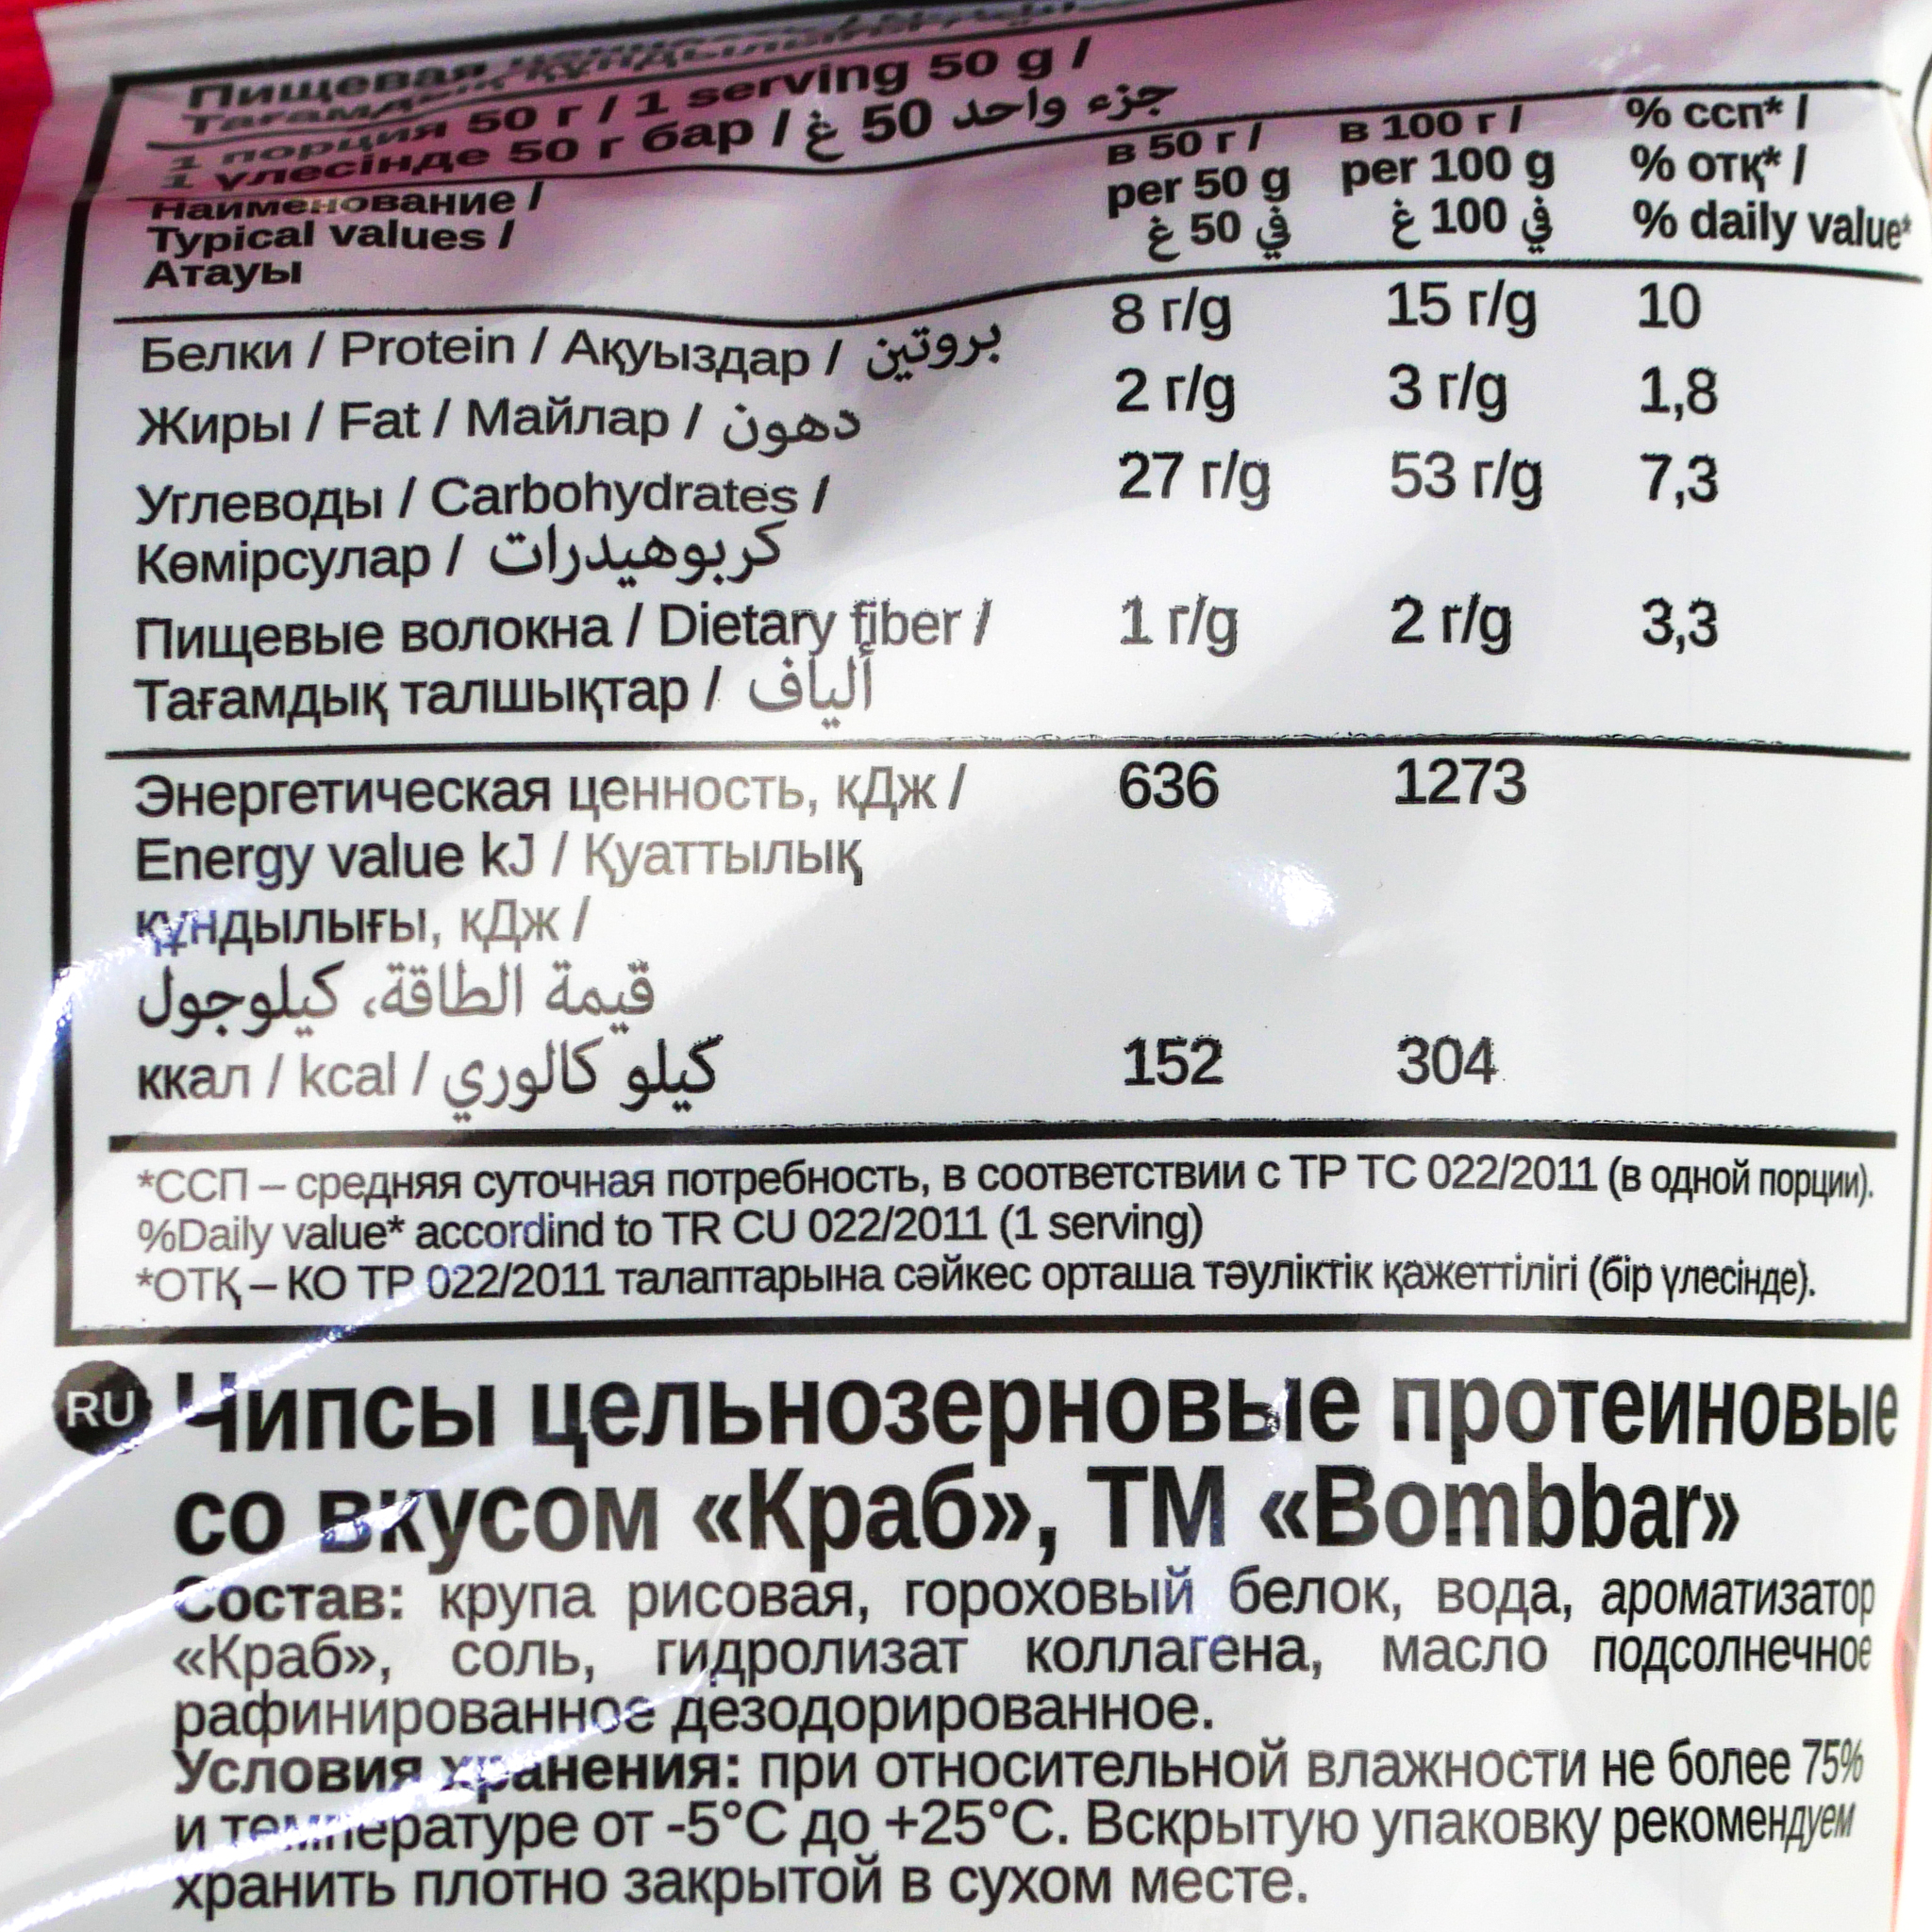 Пищевая
1 порция 50 г / 1 serving 50 g /
1 үлесінде 50 г бар / جزء واحد 50 غ
Наименование /
Typical values /
Атауы
в 50 г /
per 50 g
في 50 غ
в 100 г /
per 100 g
في 100 غ
% ссп* /
% отқ* /
% daily value*
Белки / Protein / Ақуыздар / بروتين 8 г/g 15 г/g 10
Жиры / Fat / Майлар / دهون 2 г/g 3 г/g 1,8
Углеводы / Carbohydrates / 27 г/g 53 г/g 7,3
Көмірсулар / كربوهيدرات
Пищевые волокна / Dietary fiber / 1 г/g 2 г/g 3,3
Тағамдық талшықтар / ألياف
Энергетическая ценность, кДж / 636 1273
Energy value kJ / Қуаттылық
құндылығы, кДж /
قيمة الطاقة، كيلوجول
ккал / kcal / كيلو كالوري 152 304
*ССП – средняя суточная потребность, в соответствии с ТР ТС 022/2011 (в одной порции).
%Daily value* accordind to TR CU 022/2011 (1 serving)
*ОТҚ – КО ТР 022/2011 талаптарына сәйкес орташа тәуліктік қажеттілігі (бір үлесінде).
RU Чипсы цельнозерновые протеиновые
со вкусом «Краб», ТМ «Bombbar»
Состав: крупа рисовая, гороховый белок, вода, ароматизатор
«Краб», соль, гидролизат коллагена, масло подсолнечное
рафинированное дезодорированное.
Условия хранения: при относительной влажности не более 75%
и температуре от -5°С до +25°С. Вскрытую упаковку рекомендуем
хранить плотно закрытой в сухом месте.